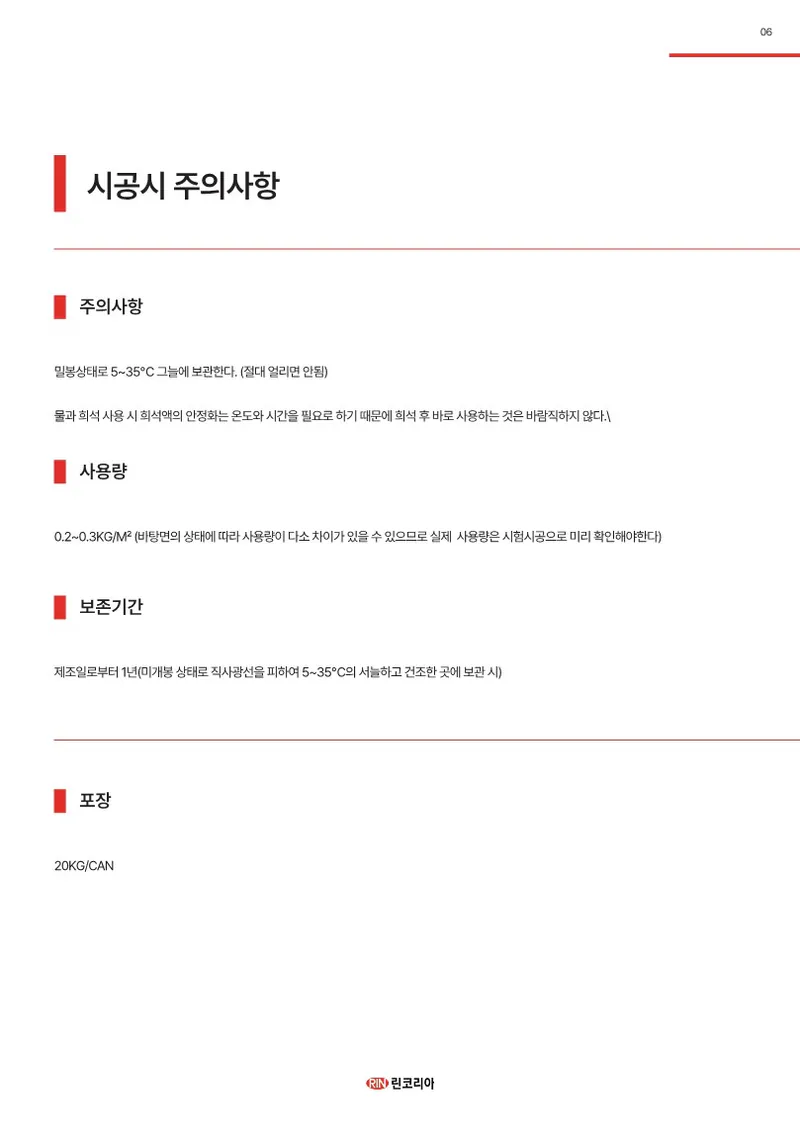 06
시공시 주의사항
주의사항
밀봉상태로 5~35°C 그늘에 보관한다. (절대 얼리면 안됨)
물과 희석 사용 시 희석액의 안정화는 온도와 시간을 필요로 하기 때문에 희석 후 바로 사용하는 것은 바람직하지 않다.\
사용량
0.2~0.3KG/M² (바탕면의 상태에 따라 사용량이 다소 차이가 있을 수 있으므로 실제 사용량은 시험시공으로 미리 확인해야한다)
보존기간
제조일로부터 1년(미개봉 상태로 직사광선을 피하여 5~35°C의 서늘하고 건조한 곳에 보관 시)
포장
20KG/CAN
RIN 린코리아